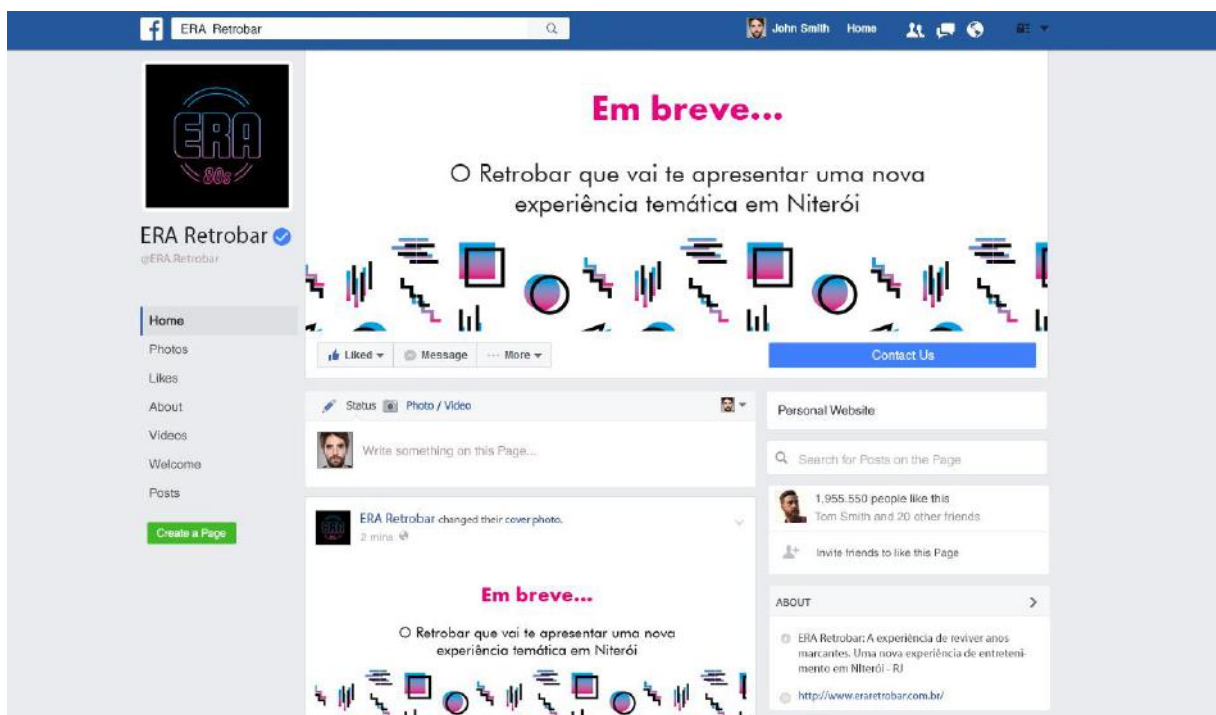 ERA Retrobar
John Smith Home
ERA
80s
Em breve...
O Retrobar que vai te apresentar uma nova
experiência temática em Niterói
ERA Retrobar
@ERA.Retrobar
Home
Photos
Likes
About
Videos
Welcome
Posts
Create a Page
Liked
Message
··· More
Contact Us
Status Photo / Video
Write something on this Page...
ERA Retrobar changed their cover photo.
2 mins
Em breve...
O Retrobar que vai te apresentar uma nova
experiência temática em Niterói
Personal Website
Search for Posts on the Page
1,955.550 people like this
Tom Smith and 20 other friends
Invite friends to like this Page
ABOUT
ERA Retrobar: A experiência de reviver anos
marcantes. Uma nova experiência de entreteni-
mento em NIterói - RJ
http://www.eraretrobar.com.br/